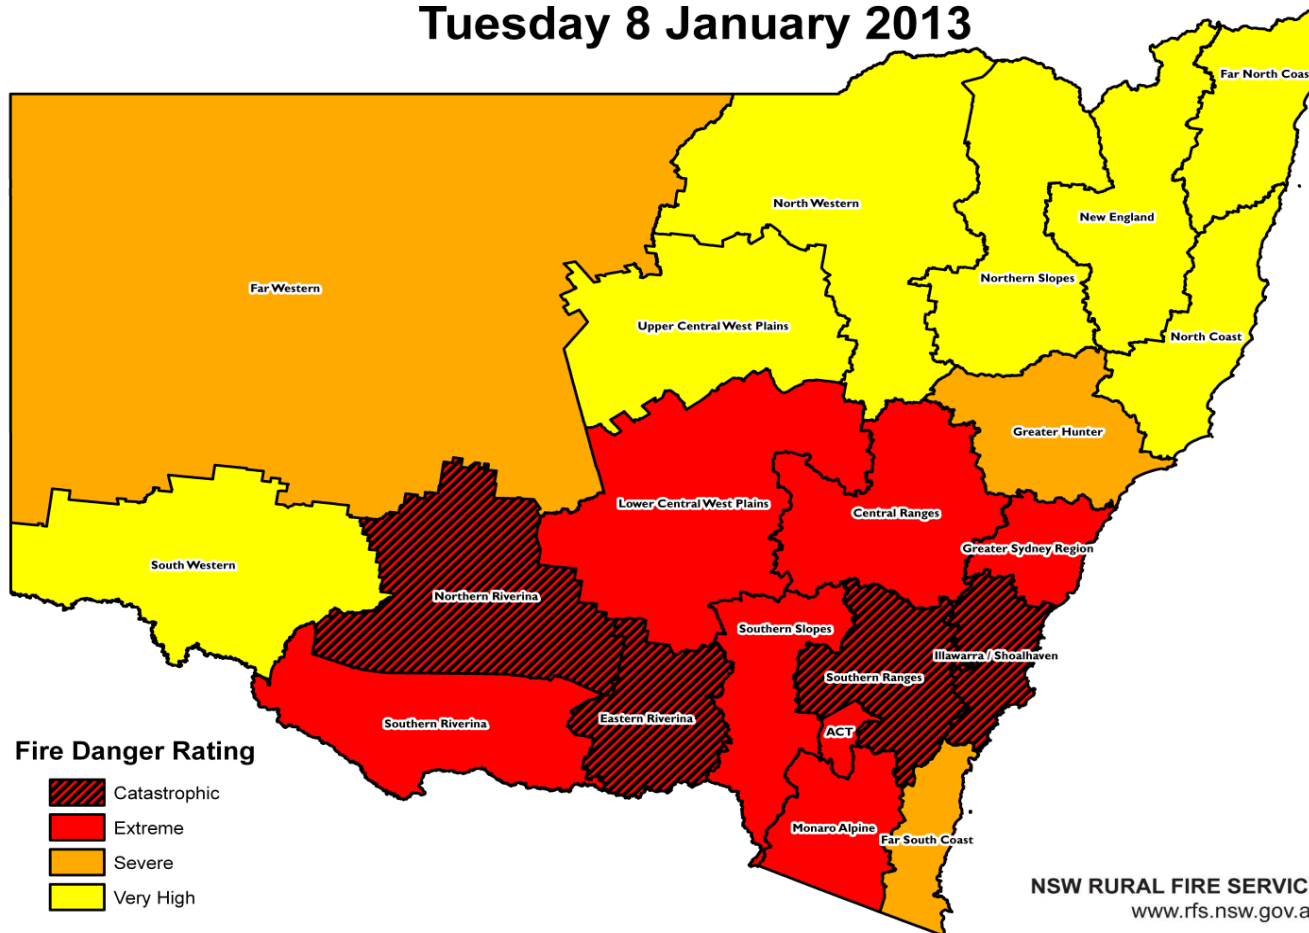 Tuesday 8 January 2013
Far North Coas
North Western
New England
Northern Slopes
Far Western
Upper Central West Plains
North Coast
Greater Hunter
Lower Central West Plains
Central Ranges
Greater Sydney Region
South Western
Northern Riverina
Southern Slopes
Illawarra / Shoalhaven
Southern Ranges
Southern Riverina
Eastern Riverina
ACT
Monaro Alpine
Far South Coast
Fire Danger Rating
Catastrophic
Extreme
Severe
Very High
NSW RURAL FIRE SERVIC
www.rfs.nsw.gov.a